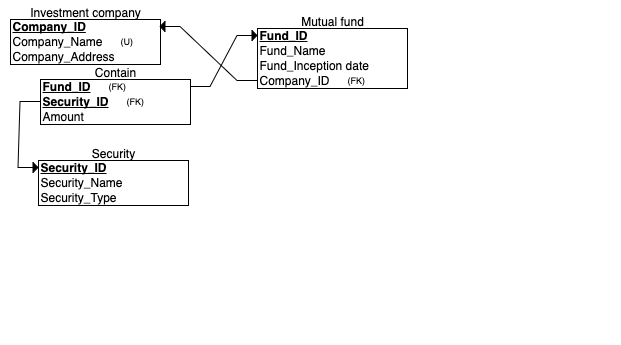 Investment company
Company_ID
Company_Name (U)
Company_Address
Mutual fund
Fund_ID
Fund_Name
Fund_Inception date
Company_ID (FK)
Contain
Fund_ID (FK)
Security_ID (FK)
Amount
Security
Security_ID
Security_Name
Security_Type